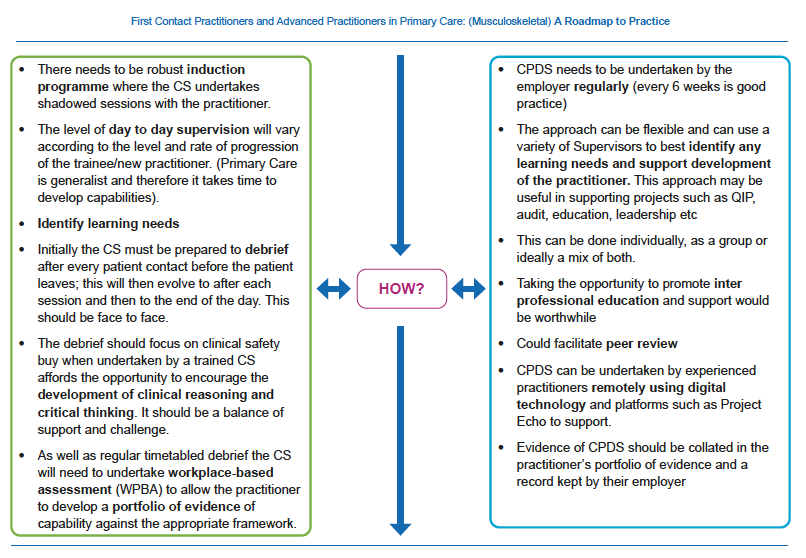 First Contact Practitioners and Advanced Practitioners in Primary Care: (Musculoskeletal) A Roadmap to Practice
• There needs to be robust induction
programme where the CS undertakes
shadowed sessions with the practitioner.
• The level of day to day supervision will vary
according to the level and rate of progression
of the trainee/new practitioner. (Primary Care
is generalist and therefore it takes time to
develop capabilities).
• Identify learning needs
• Initially the CS must be prepared to debrief
after every patient contact before the patient
leaves; this will then evolve to after each
session and then to the end of the day. This
should be face to face.
• The debrief should focus on clinical safety
buy when undertaken by a trained CS
affords the opportunity to encourage the
development of clinical reasoning and
critical thinking. It should be a balance of
support and challenge.
• As well as regular timetabled debrief the CS
will need to undertake workplace-based
assessment (WPBA) to allow the practitioner
to develop a portfolio of evidence of
capability against the appropriate framework.
HOW?
• CPDS needs to be undertaken by the
employer regularly (every 6 weeks is good
practice)
• The approach can be flexible and can use a
variety of Supervisors to best identify any
learning needs and support development
of the practitioner. This approach may be
useful in supporting projects such as QIP,
audit, education, leadership etc
• This can be done individually, as a group or
ideally a mix of both.
• Taking the opportunity to promote inter
professional education and support would
be worthwhile
• Could facilitate peer review
• CPDS can be undertaken by experienced
practitioners remotely using digital
technology and platforms such as Project
Echo to support.
• Evidence of CPDS should be collated in the
practitioner's portfolio of evidence and a
record kept by their employer